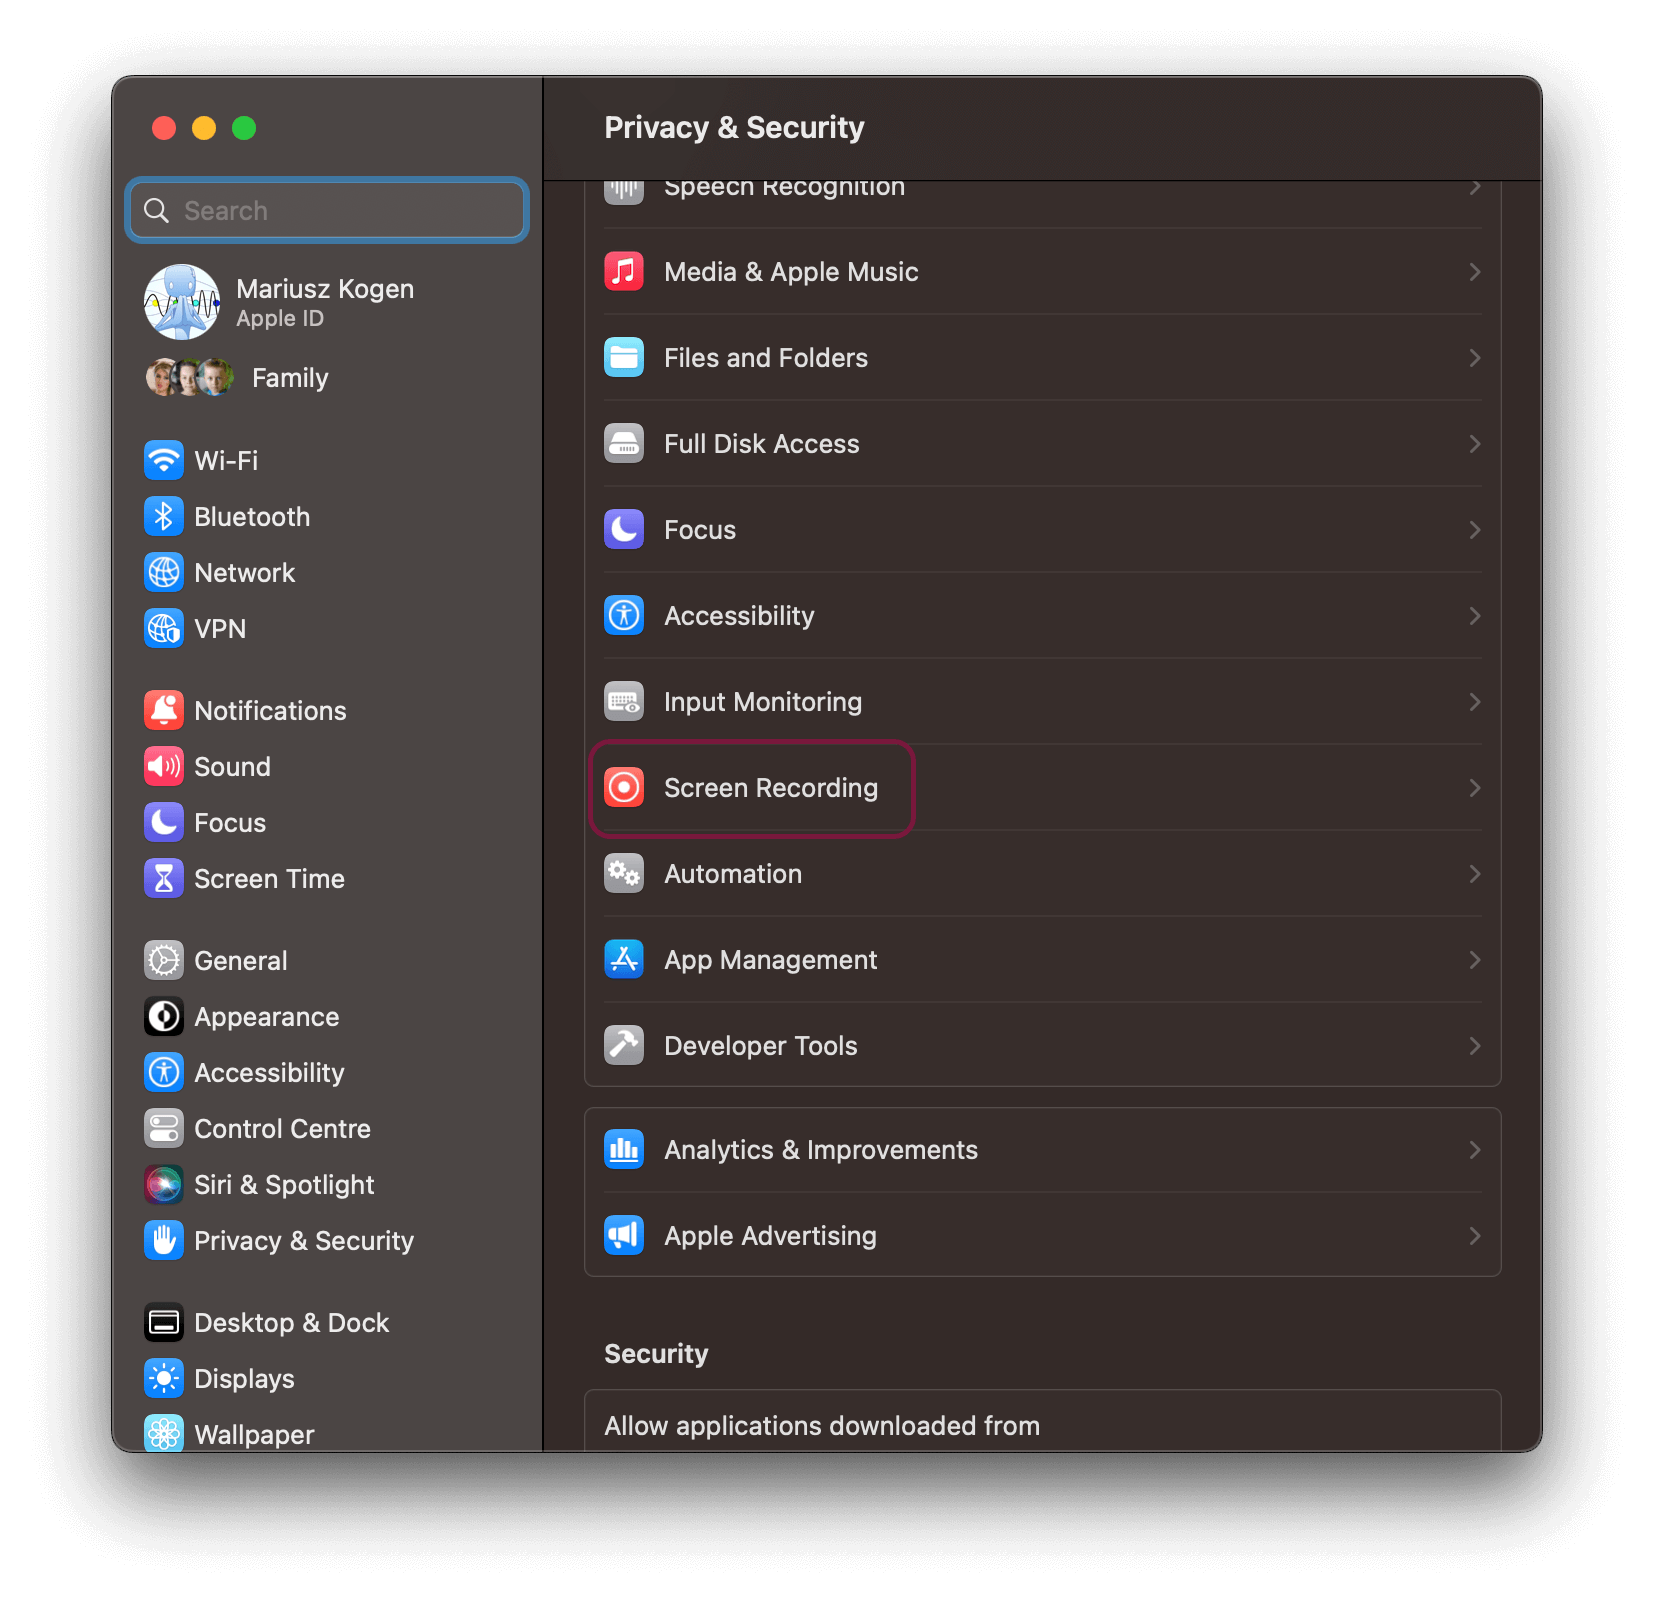 Search
Mariusz Kogen
Apple ID
Family
Wi-Fi
Bluetooth
Network
VPN
Notifications
Sound
Focus
Screen Time
General
Appearance
Accessibility
Control Centre
Siri & Spotlight
Privacy & Security
Desktop & Dock
Displays
Wallpaper
Privacy & Security
Speech Recognition
Media & Apple Music
Files and Folders
Full Disk Access
Focus
Accessibility
Input Monitoring
Screen Recording
Automation
App Management
Developer Tools
Analytics & Improvements
Apple Advertising
Security
Allow applications downloaded from